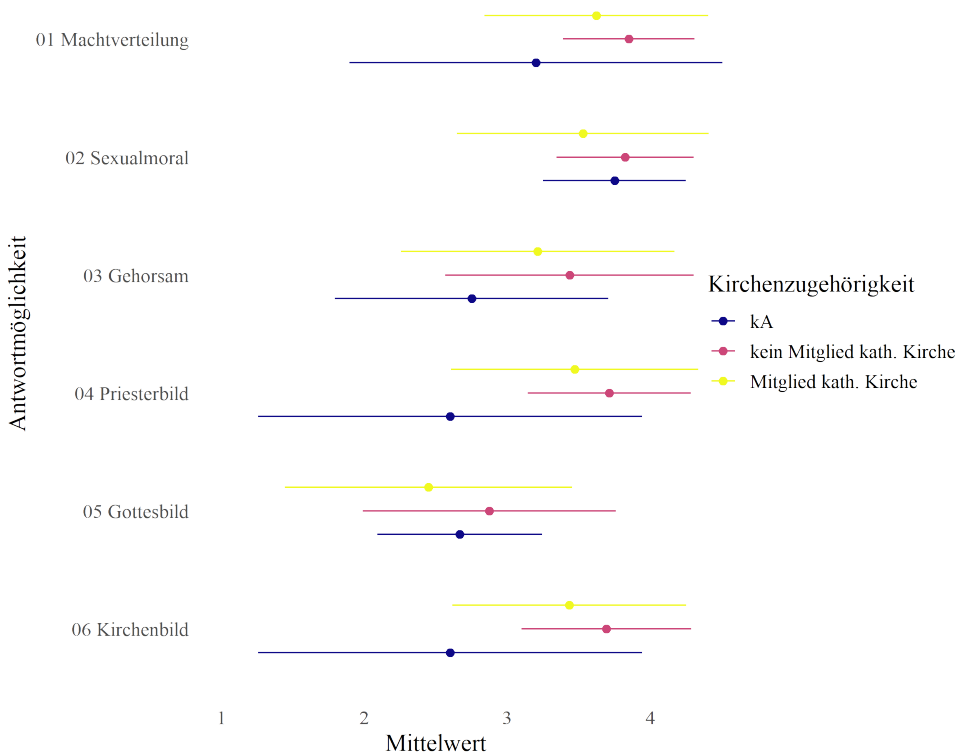 01 Machtverteilung
02 Sexualmoral
03 Gehorsam
04 Priesterbild
05 Gottesbild
06 Kirchenbild
Antwortmöglichkeit
1 2 3 4
Mittelwert
Kirchenzugehörigkeit
kA
kein Mitglied kath. Kirche
Mitglied kath. Kirche